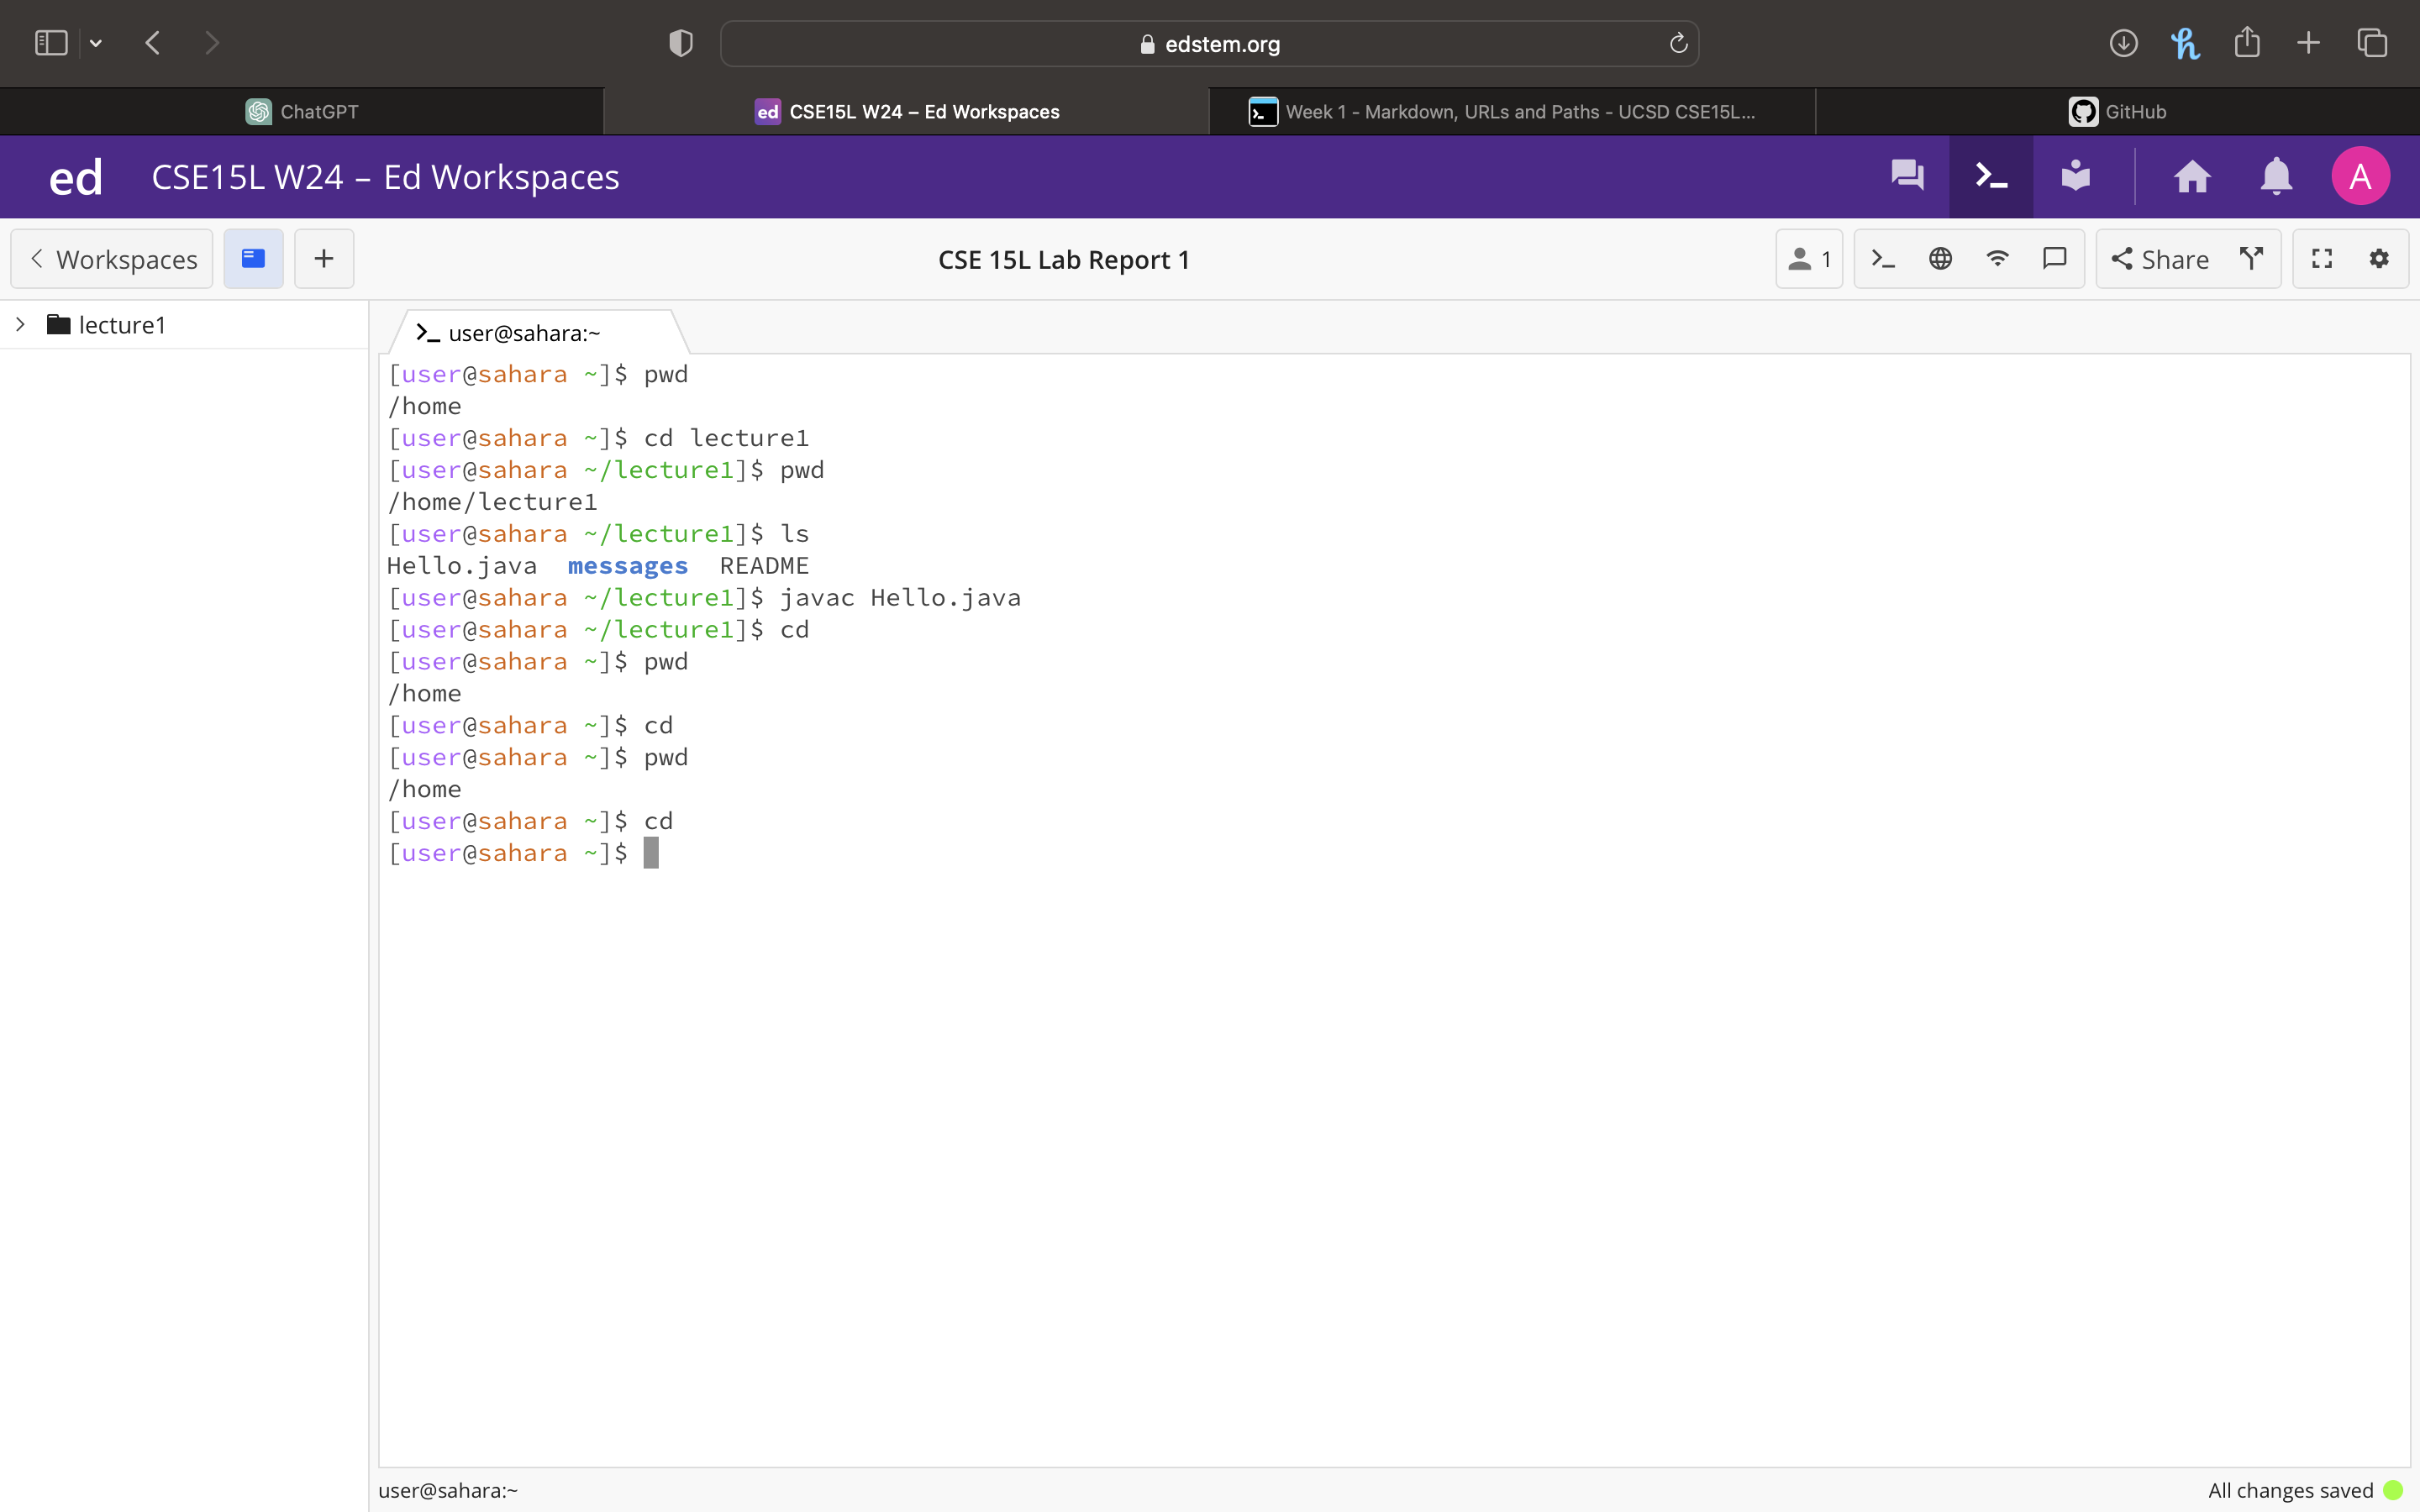 edstem.org
ChatGPT
ed CSE15L W24 – Ed Workspaces
Week 1 - Markdown, URLs and Paths - UCSD CSE15L...
GitHub
ed CSE15L W24 – Ed Workspaces
A
Workspaces
CSE 15L Lab Report 1
1
Share
lecture1
user@sahara:~
[user@sahara ~]$ pwd
/home
[user@sahara ~]$ cd lecture1
[user@sahara ~/lecture1]$ pwd
/home/lecture1
[user@sahara ~/lecture1]$ ls
Hello.java  messages  README
[user@sahara ~/lecture1]$ javac Hello.java
[user@sahara ~/lecture1]$ cd
[user@sahara ~]$ pwd
/home
[user@sahara ~]$ cd
[user@sahara ~]$ pwd
/home
[user@sahara ~]$ cd
[user@sahara ~]$
user@sahara:~
All changes saved